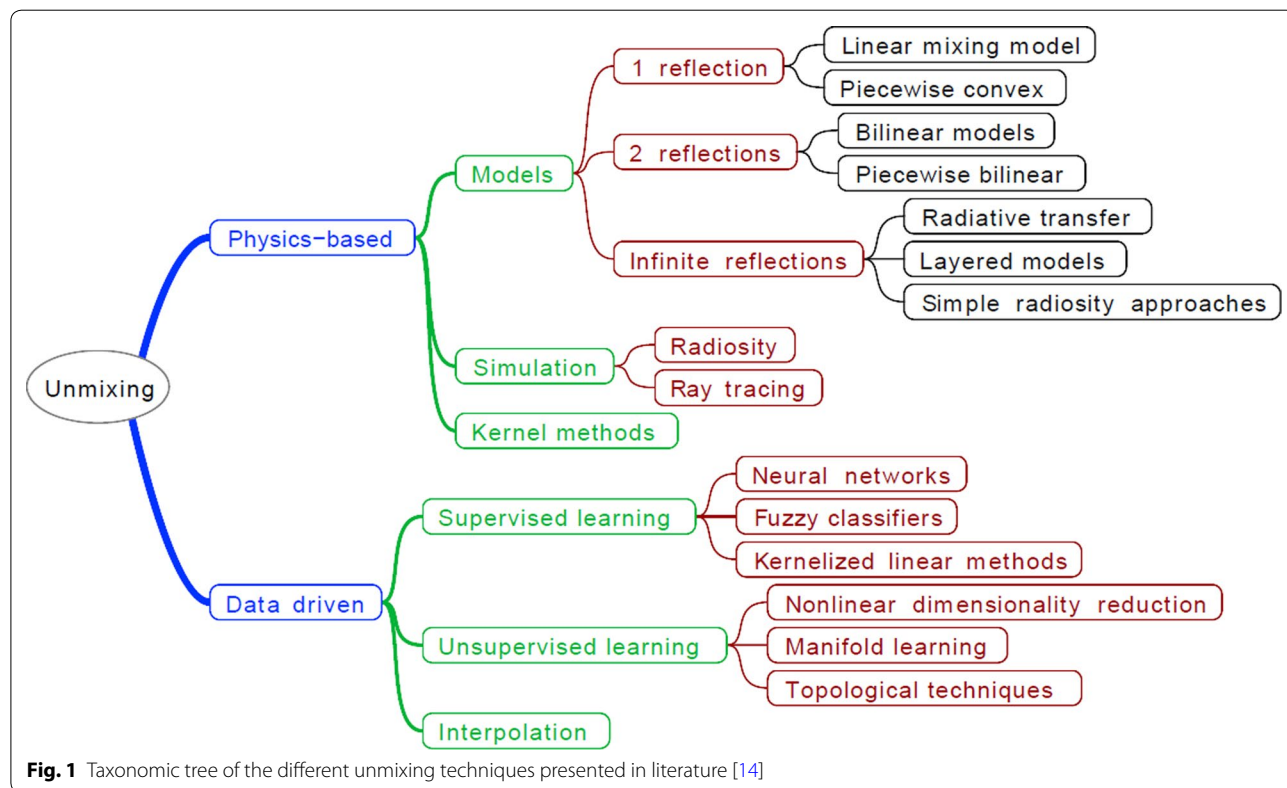 Unmixing
Physics-based
Models
1 reflection
Linear mixing model
Piecewise convex
2 reflections
Bilinear models
Piecewise bilinear
Infinite reflections
Radiative transfer
Layered models
Simple radiosity approaches
Simulation
Radiosity
Ray tracing
Kernel methods
Data driven
Supervised learning
Neural networks
Fuzzy classifiers
Kernelized linear methods
Unsupervised learning
Nonlinear dimensionality reduction
Manifold learning
Topological techniques
Interpolation
Fig. 1 Taxonomic tree of the different unmixing techniques presented in literature [14]